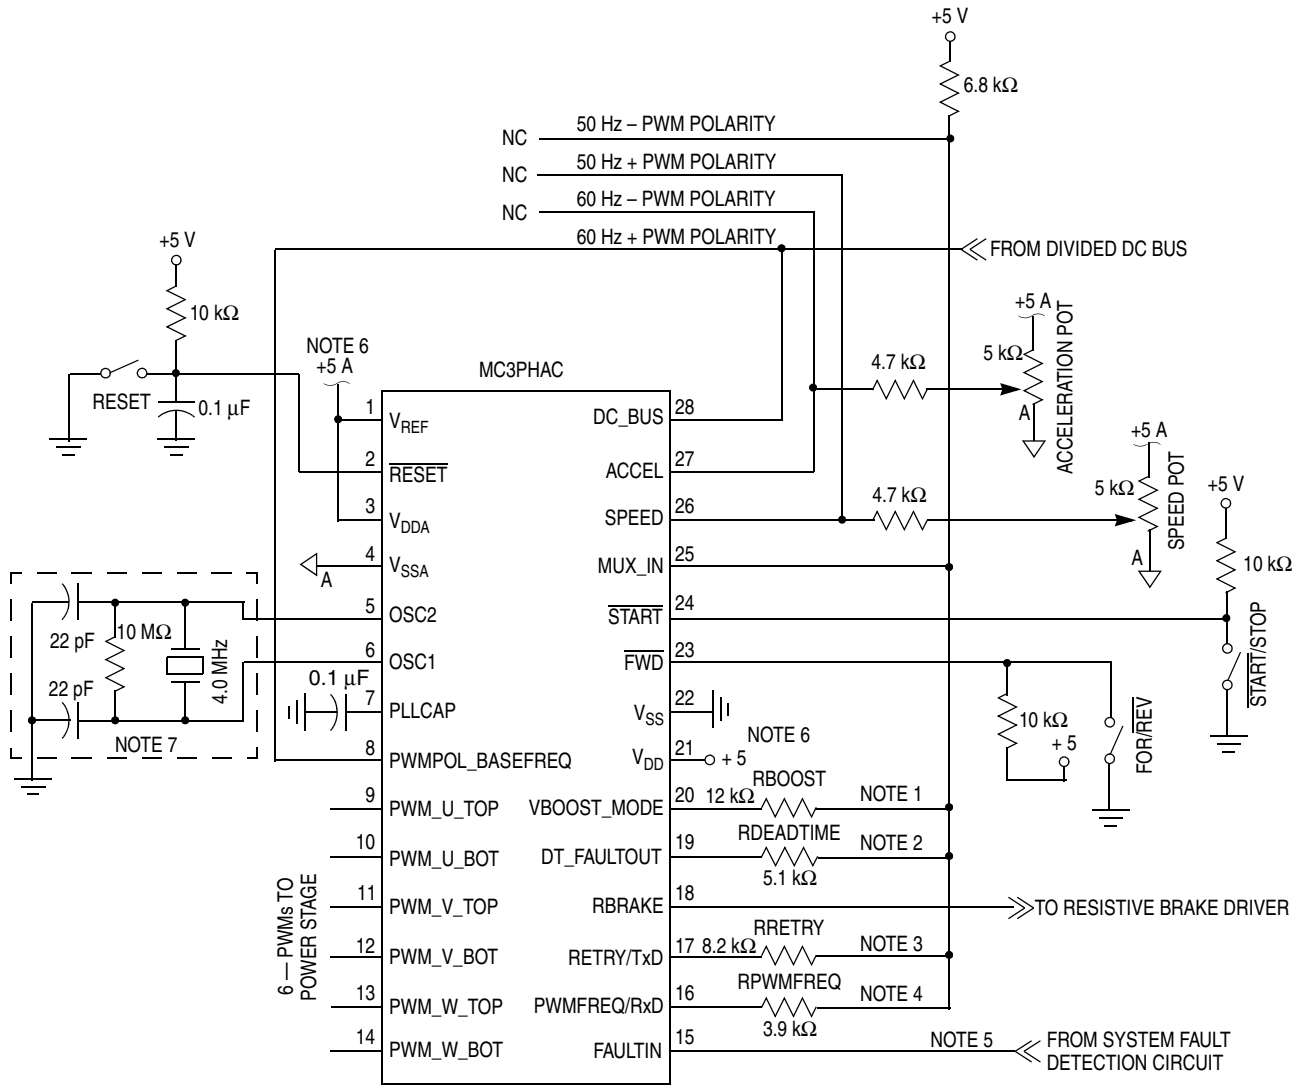 +5 V
6.8 kΩ
NC 50 Hz – PWM POLARITY
NC 50 Hz + PWM POLARITY
NC 60 Hz – PWM POLARITY
60 Hz + PWM POLARITY
FROM DIVIDED DC BUS
+5 V
10 kΩ
RESET
0.1 μF
NOTE 6
+5 A
MC3PHAC
4.7 kΩ
+5 A
5 kΩ
A
ACCELERATION POT
4.7 kΩ
+5 A
5 kΩ
A
SPEED POT
+5 V
10 kΩ
START/STOP
1 VREF
2 RESET
3 VDDA
4 VSSA
A
5 OSC2
6 OSC1
7 PLLCAP
0.1 μF
8 PWMPOL_BASEFREQ
9 PWM_U_TOP
10 PWM_U_BOT
11 PWM_V_TOP
12 PWM_V_BOT
13 PWM_W_TOP
14 PWM_W_BOT
6 — PWMs TO
POWER STAGE
22 pF
10 MΩ
4.0 MHz
22 pF
NOTE 7
DC_BUS 28
ACCEL 27
SPEED 26
MUX_IN 25
START 24
FWD 23
VSS 22
VDD 21
+ 5
NOTE 6
10 kΩ
+ 5
FOR/REV
RBOOST
VBOOST_MODE 20 12 kΩ NOTE 1
RDEADTIME
DT_FAULTOUT 19 NOTE 2
5.1 kΩ
RBRAKE 18 TO RESISTIVE BRAKE DRIVER
RRETRY
RETRY/TxD 17 8.2 kΩ NOTE 3
RPWMFREQ
PWMFREQ/RxD 16 NOTE 4
3.9 kΩ
FAULTIN 15 NOTE 5
FROM SYSTEM FAULT
DETECTION CIRCUIT